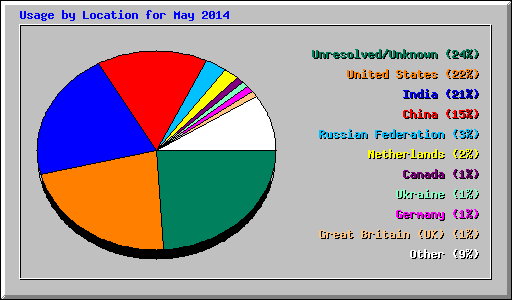 Usage by Location for May 2014
Unresolved/Unknown (24%)
United States (22%)
India (21%)
China (15%)
Russian Federation (3%)
Netherlands (2%)
Canada (1%)
Ukraine (1%)
Germany (1%)
Great Britain (UK) (1%)
Other (9%)